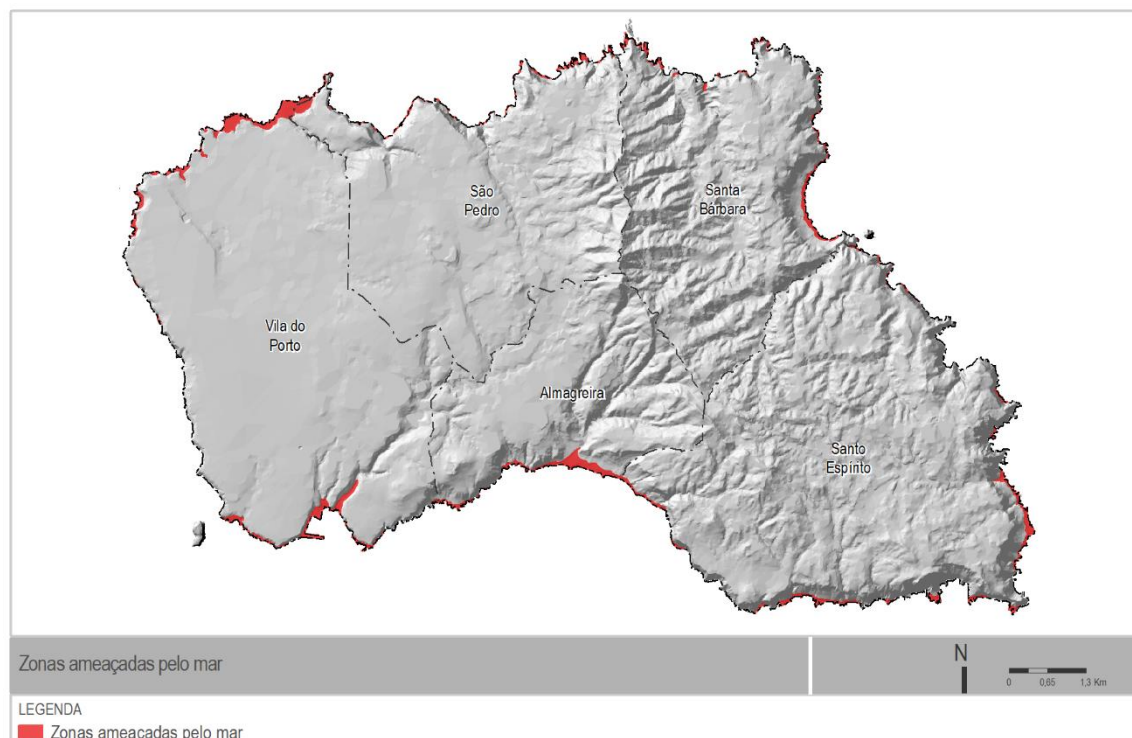 São
Pedro
Santa
Bárbara
Vila do
Porto
Almagreira
Santo
Espírito
Zonas ameaçadas pelo mar
N
0 0,65 1,3 Km
LEGENDA
Zonas ameaçadas pelo mar